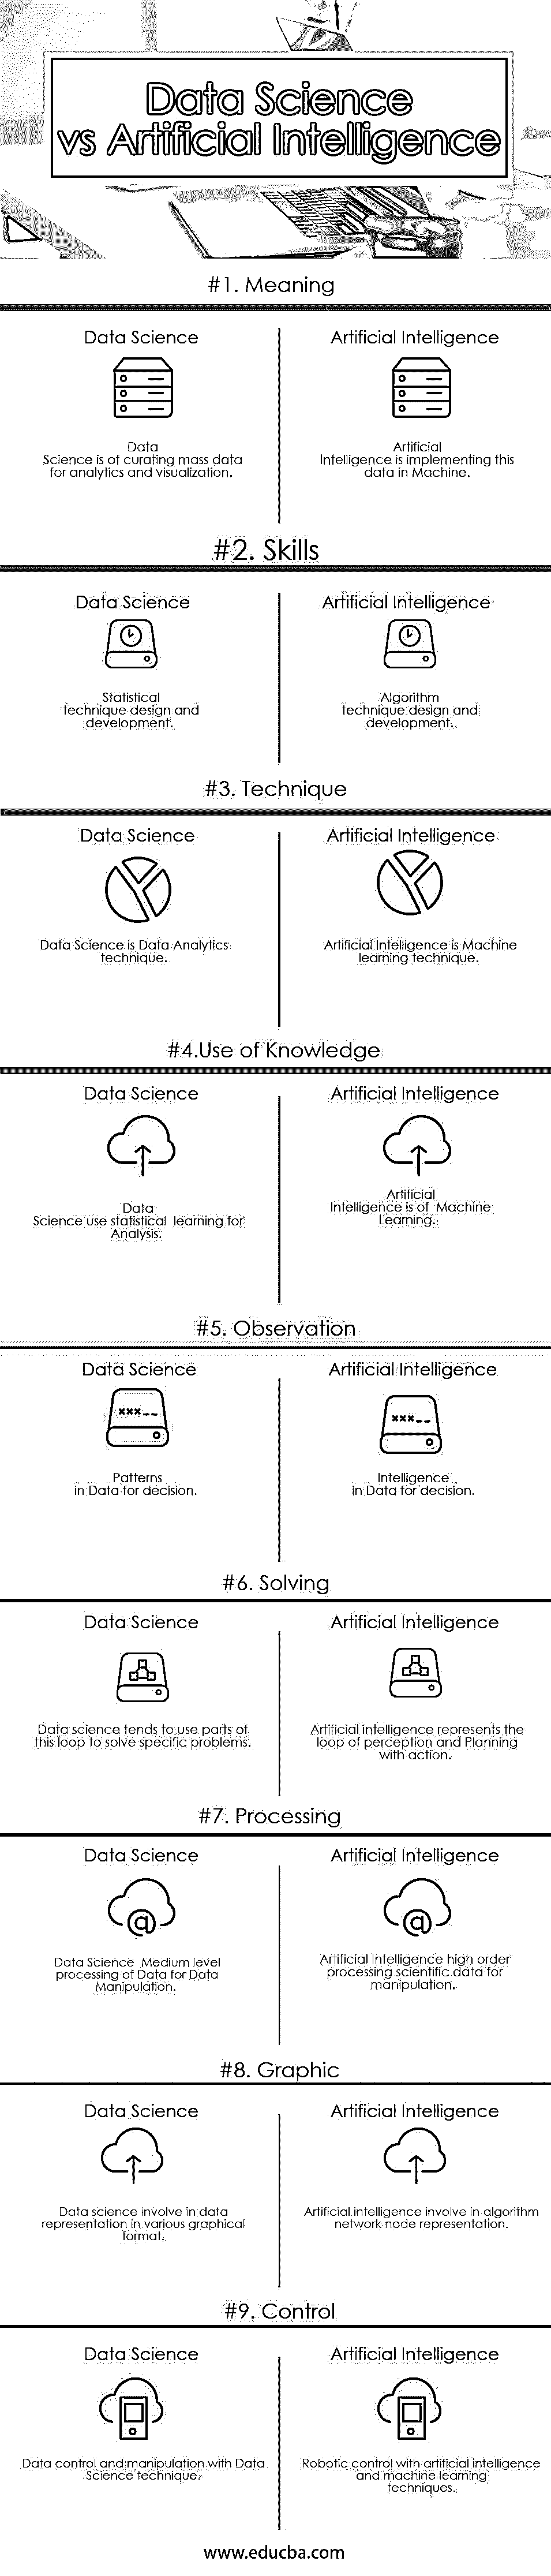 Data Science
vs Artificial Intelligence
#1. Meaning
Data Science
Artificial Intelligence
Data
Science is of curating mass data
for analytics and visualization.
Artificial
Intelligence is implementing this
data in Machine.
#2. Skills
Data Science
Artificial Intelligence
Statistical
technique design and
development.
Algorithm
technique design and
development.
#3. Technique
Data Science
Artificial Intelligence
Data Science is Data Analytics
technique.
Artificial Intelligence is Machine
learning technique.
#4.Use of Knowledge
Data Science
Artificial Intelligence
Data
Science use statistical learning for
Analysis.
Artificial
Intelligence is of Machine
Learning.
#5. Observation
Data Science
Artificial Intelligence
Patterns
in Data for decision.
Intelligence
in Data for decision.
#6. Solving
Data Science
Artificial Intelligence
Data science tends to use parts of
this loop to solve specific problems.
Artificial intelligence represents the
loop of perception and Planning
with action.
#7. Processing
Data Science
Artificial Intelligence
Data Science Medium level
processing of Data for Data
Manipulation.
Artificial Intelligence high order
processing scientific data for
manipulation.
#8. Graphic
Data Science
Artificial Intelligence
Data science involve in data
representation in various graphical
format.
Artificial intelligence involve in algorithm
network node representation.
#9. Control
Data Science
Artificial Intelligence
Data control and manipulation with Data
Science technique.
Robotic control with artificial intelligence
and machine learning
techniques.
www.educba.com